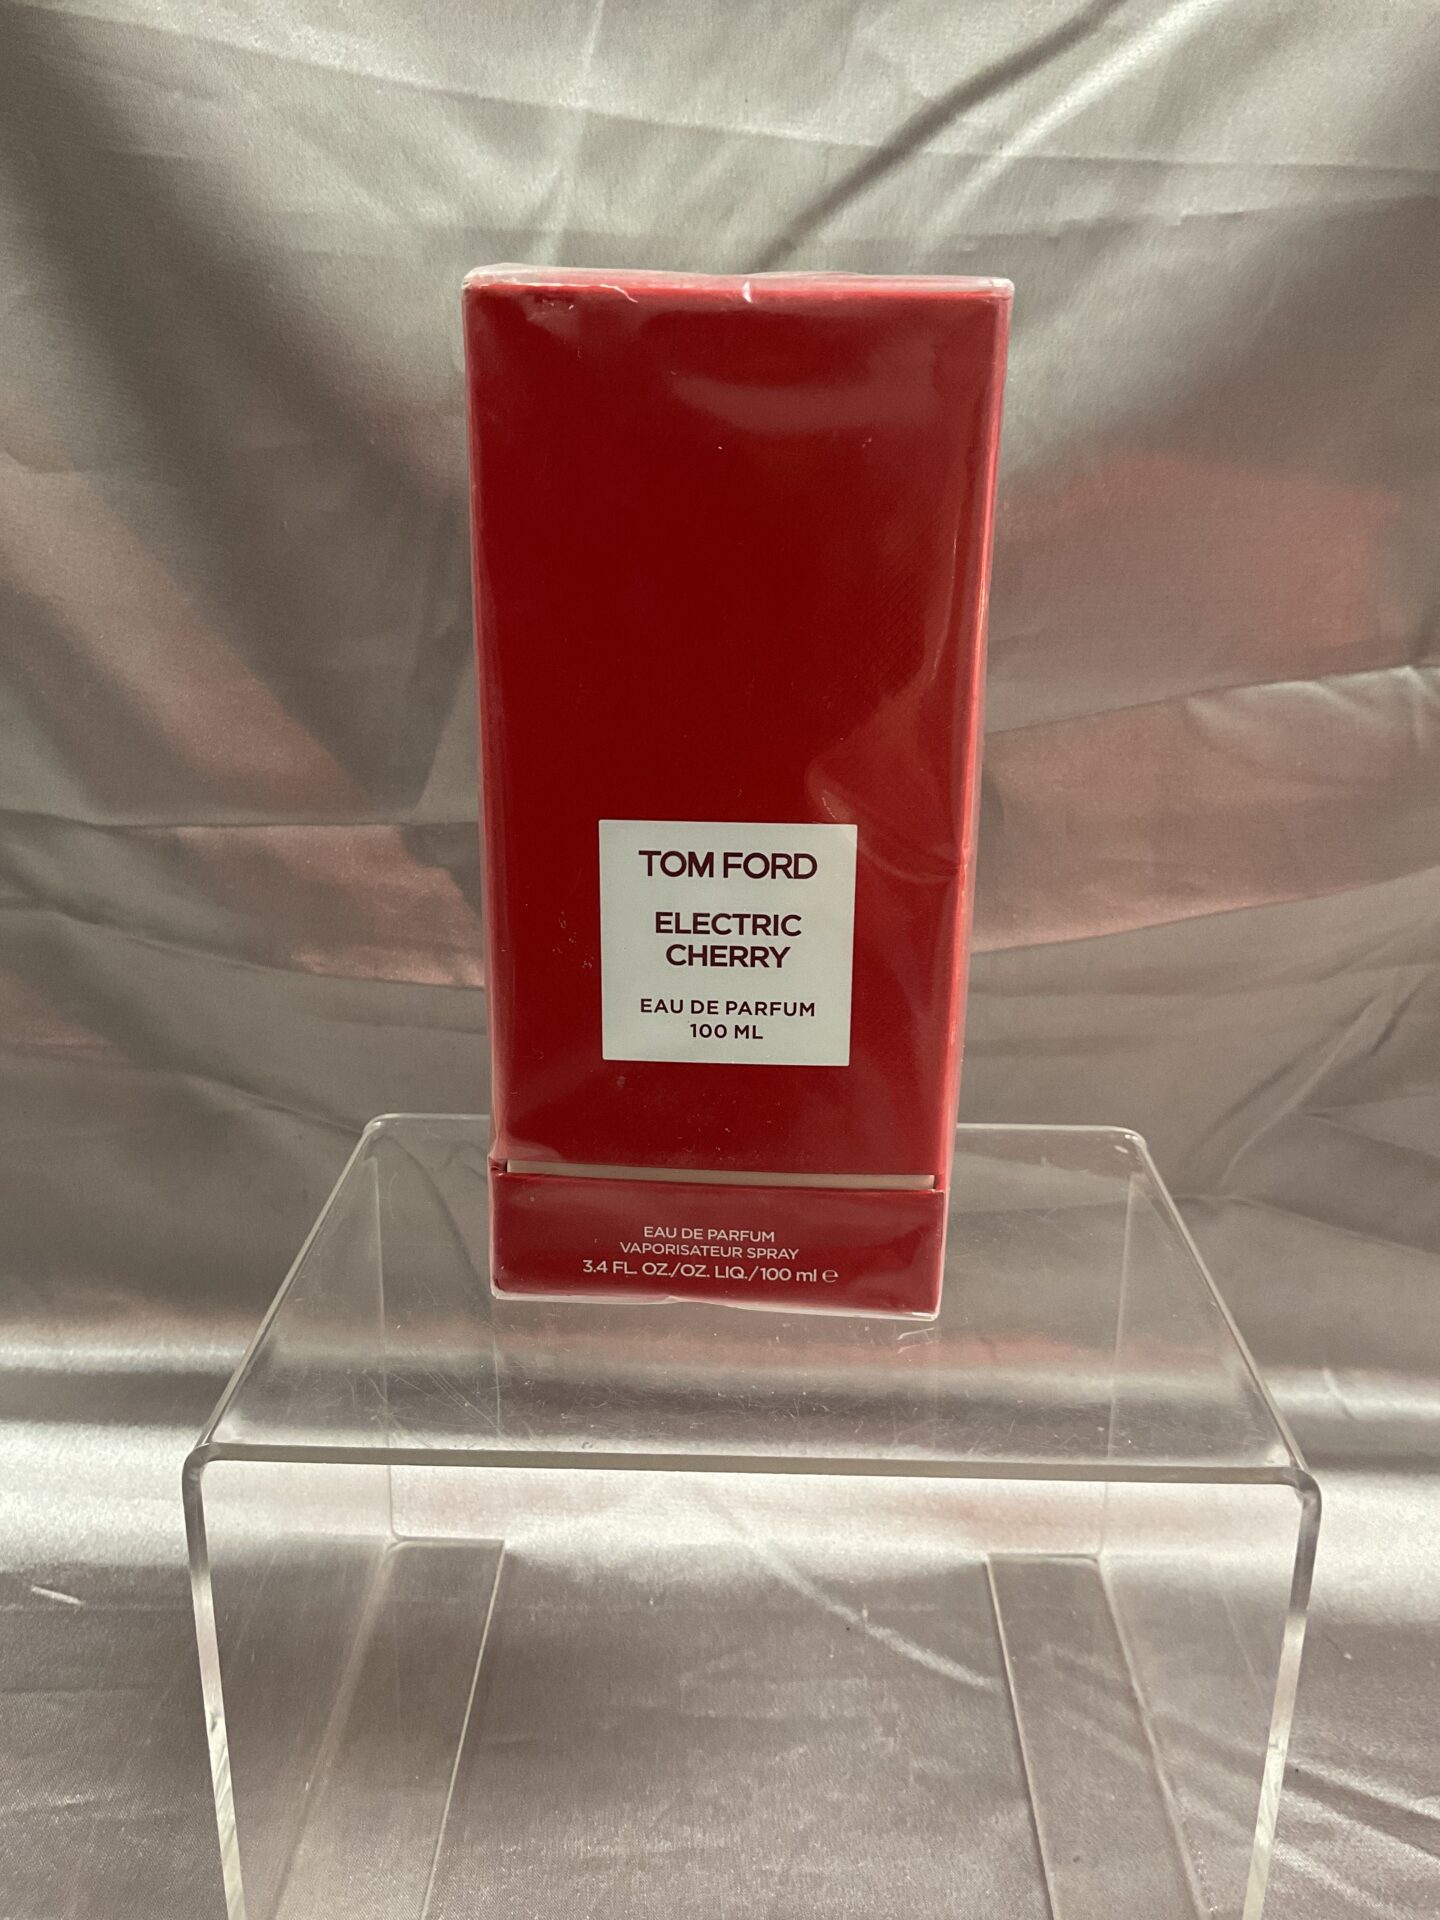 TOM FORD
ELECTRIC
CHERRY
EAU DE PARFUM
100 ML
EAU DE PARFUM
VAPORISATEUR SPRAY
3.4 FL. OZ./OZ. LIQ./100 ml ℮